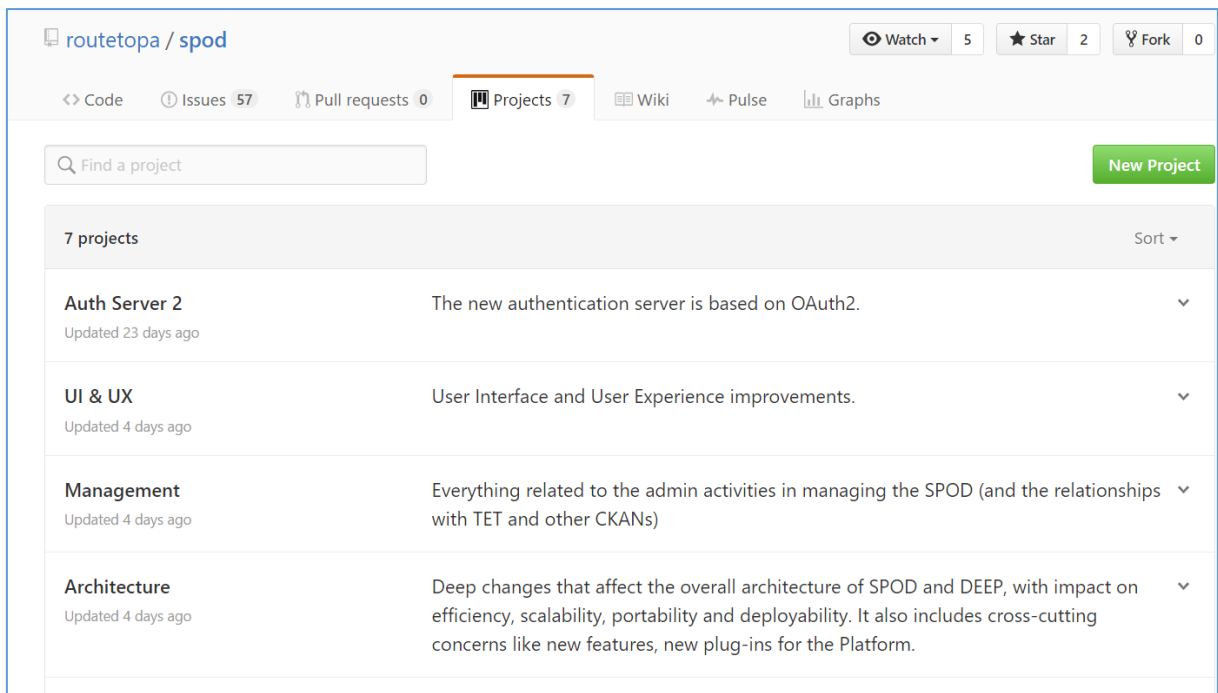 routetopa / spod
Watch 5 Star 2 Fork 0
Code Issues 57 Pull requests 0 Projects 7 Wiki Pulse Graphs
Find a project
New Project
7 projects Sort
Auth Server 2 The new authentication server is based on OAuth2.
Updated 23 days ago
UI & UX User Interface and User Experience improvements.
Updated 4 days ago
Management Everything related to the admin activities in managing the SPOD (and the relationships
Updated 4 days ago with TET and other CKANs)
Architecture Deep changes that affect the overall architecture of SPOD and DEEP, with impact on
Updated 4 days ago efficiency, scalability, portability and deployability. It also includes cross-cutting
concerns like new features, new plug-ins for the Platform.